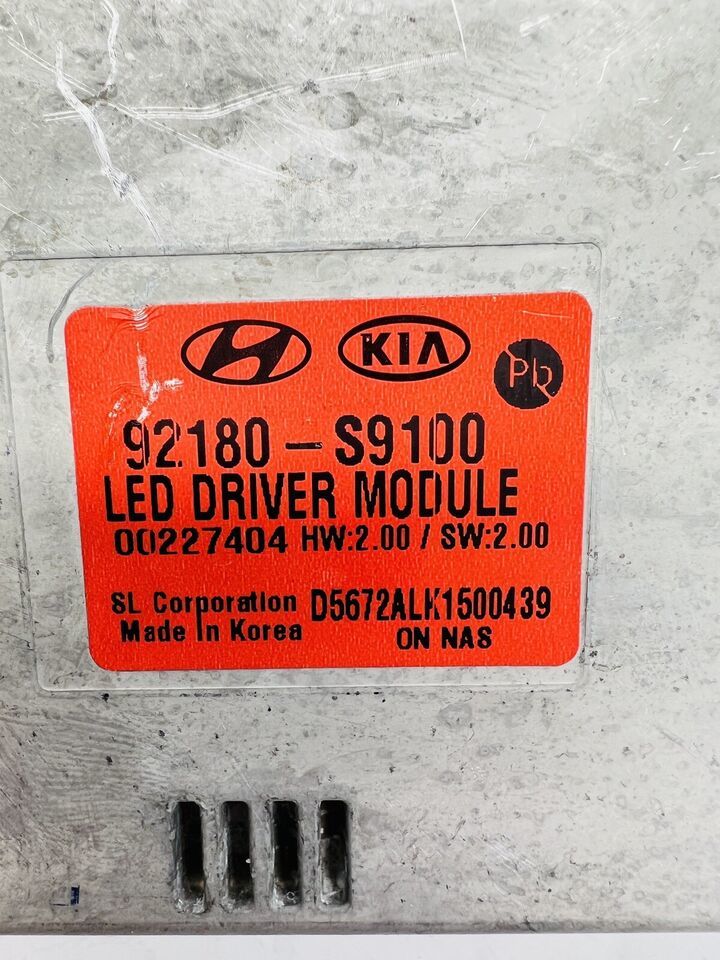 KIA
Pb
92180-S9100
LED DRIVER MODULE
00227404 HW:2.00 / SW:2.00
SL Corporation D5672ALK1500439
Made In Korea ON NAS